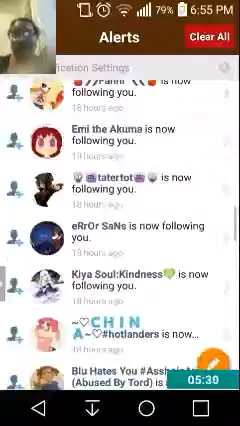 79% 6:55 PM
Alerts
Clear All
fication Settings
is now
following you.
18 hours ago
Emi the Akuma is now
following you.
18 hours ago
tatertot is now
following you.
18 hours ago
eRrOr SaNs is now following
you.
18 hours ago
Kiya Soul:Kindness💚 is now
following you.
18 hours ago
~♡C H I N
A~♡#hotlanders is now...
18 hours ago
Blu Hates You
(Abused By Tord) is
05:39